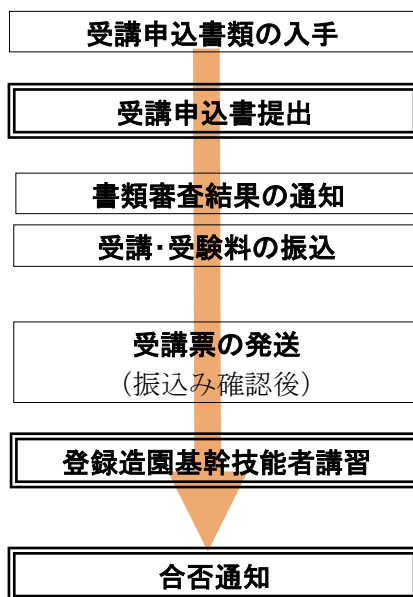 受講申込書類の入手
受講申込書提出
書類審査結果の通知
受講・受験料の振込
受講票の発送
（振込み確認後）
登録造園基幹技能者講習
合否通知